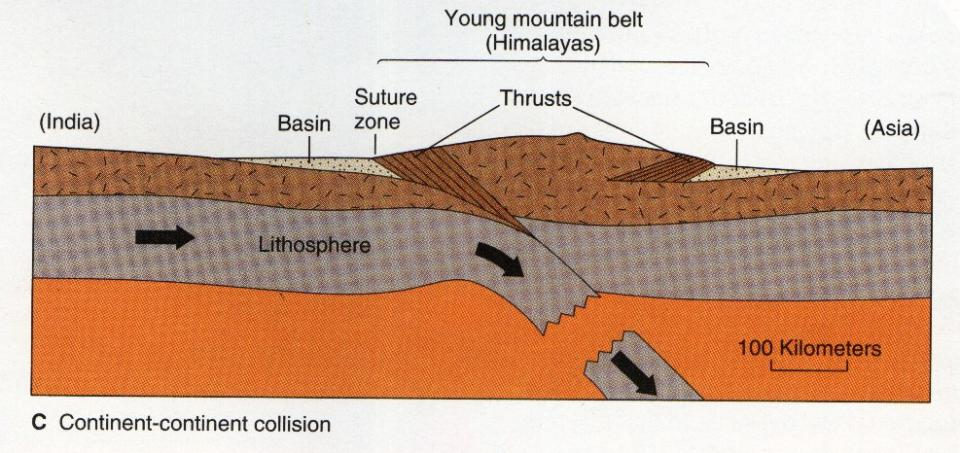 Young mountain belt
(Himalayas)
Suture
zone
Thrusts
(India)
Basin
Basin
(Asia)
Lithosphere
100 Kilometers
C Continent-continent collision